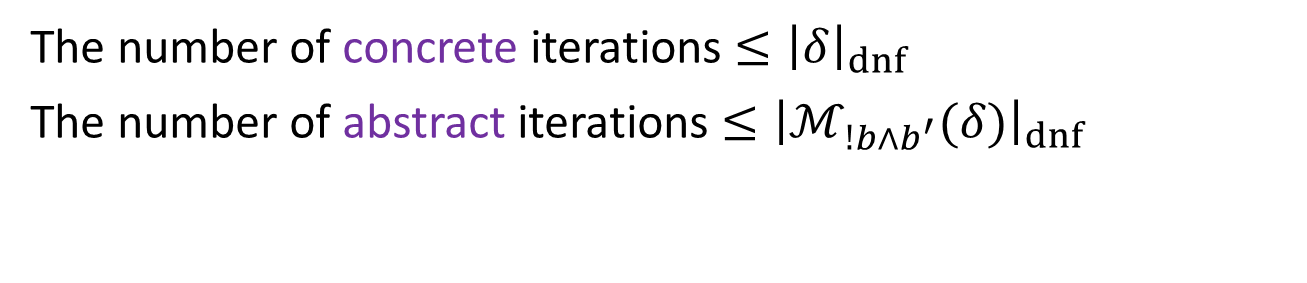 The number of concrete iterations ≤ |δ|dnf
The number of abstract iterations ≤ |ℳ!b∧b′(δ)|dnf